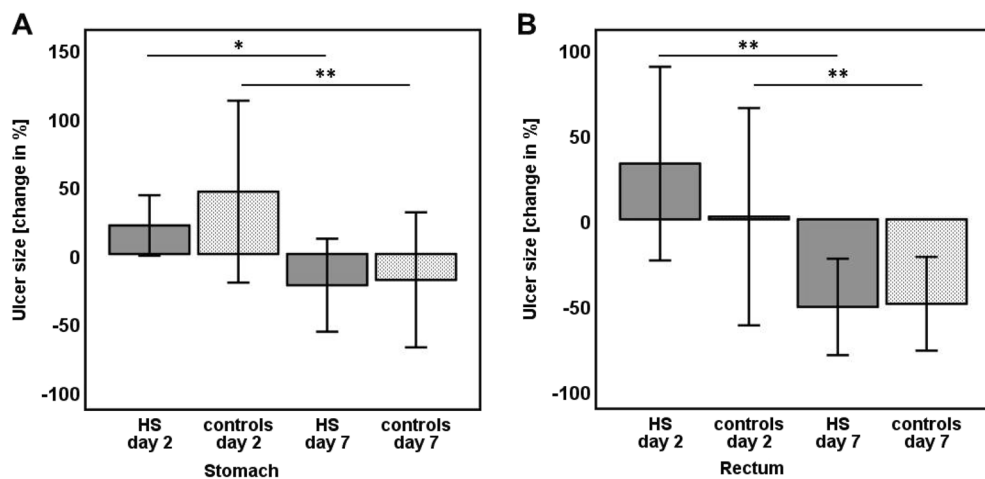 A
Ulcer size [change in %]
150
100
50
0
-50
-100
*
**
HS
day 2
controls
day 2
HS
day 7
controls
day 7
Stomach
B
Ulcer size [change in %]
100
50
0
-50
-100
**
**
HS
day 2
controls
day 2
HS
day 7
controls
day 7
Rectum